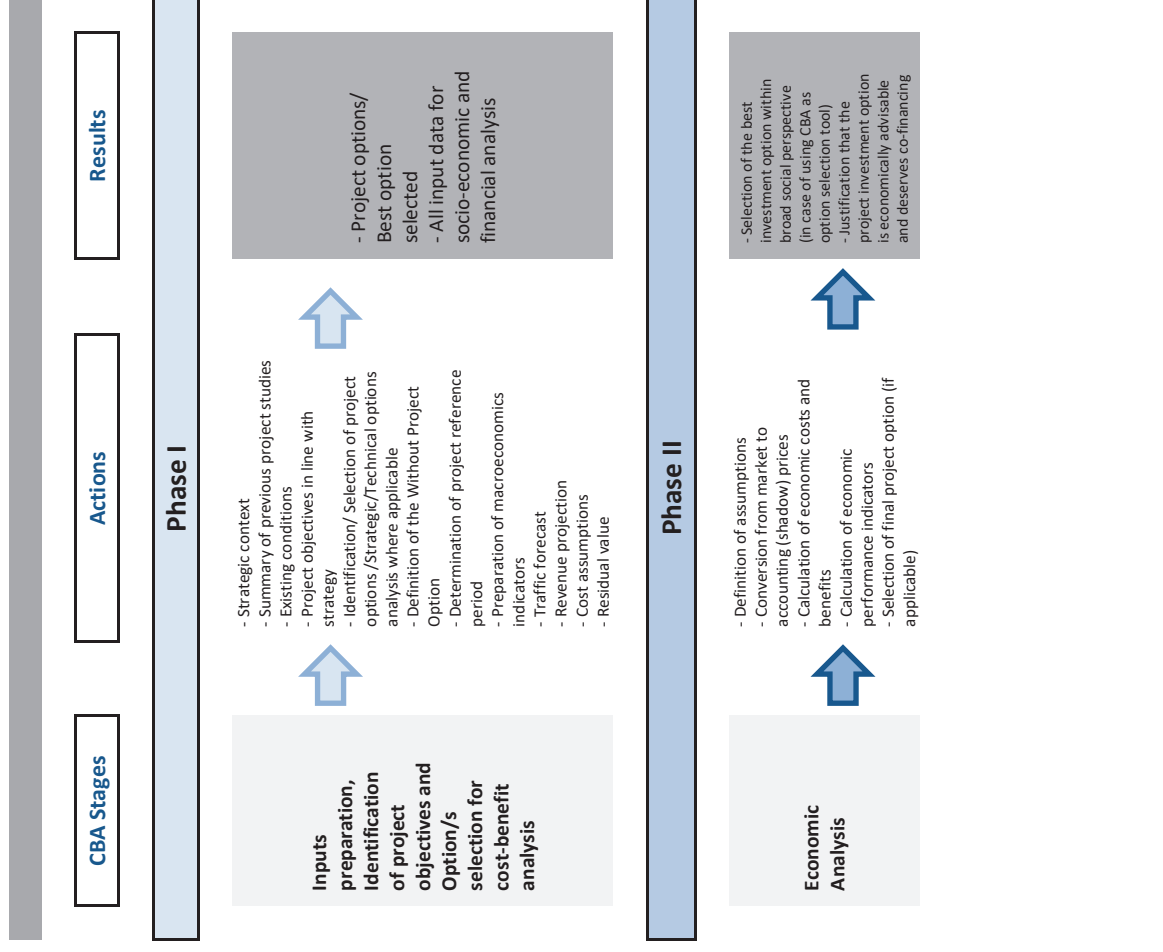 CBA Stages
Actions
Results
Phase I
Inputs
preparation,
Identification
of project
objectives and
Option/s
selection for
cost-benefit
analysis
- Strategic context
- Summary of previous project studies
- Existing conditions
- Project objectives in line with
strategy
- Identification/ Selection of project
options /Strategic/Technical options
analysis where applicable
- Definition of the Without Project
Option
- Determination of project reference
period
- Preparation of macroeconomics
indicators
- Traffic forecast
- Revenue projection
- Cost assumptions
- Residual value
- Project options/
Best option
selected
- All input data for
socio-economic and
financial analysis
Phase II
Economic
Analysis
- Definition of assumptions
- Conversion from market to
accounting (shadow) prices
- Calculation of economic costs and
benefits
- Calculation of economic
performance indicators
- Selection of final project option (if
applicable)
- Selection of the best
investment option within
broad social perspective
(in case of using CBA as
option selection tool)
- Justification that the
project investment option
is economically advisable
and deserves co-financing